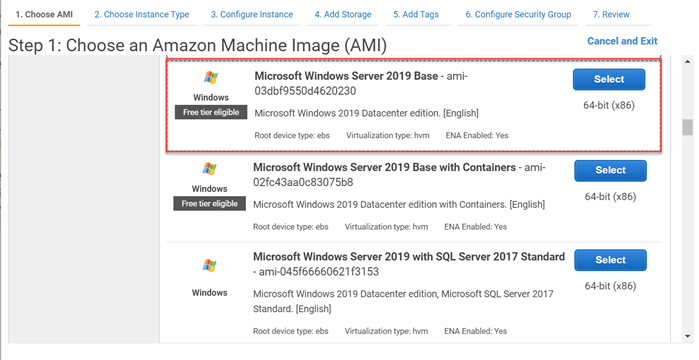 1. Choose AMI 2. Choose Instance Type 3. Configure Instance 4. Add Storage 5. Add Tags 6. Configure Security Group 7. Review
Step 1: Choose an Amazon Machine Image (AMI)
Cancel and Exit
Windows
Free tier eligible
Microsoft Windows Server 2019 Base - ami-
03dbf9550d4620230
Microsoft Windows 2019 Datacenter edition. [English]
Root device type: ebs Virtualization type: hvm ENA Enabled: Yes
Select
64-bit (x86)
Windows
Free tier eligible
Microsoft Windows Server 2019 Base with Containers - ami-
02fc43aa0c83075b8
Microsoft Windows 2019 Datacenter edition with Containers. [English]
Root device type: ebs Virtualization type: hvm ENA Enabled: Yes
Select
64-bit (x86)
Windows
Microsoft Windows Server 2019 with SQL Server 2017 Standard
- ami-045f66660621f3153
Microsoft Windows 2019 Datacenter edition, Microsoft SQL Server 2017
Standard. [English]
Root device type: ebs Virtualization type: hvm ENA Enabled: Yes
Select
64-bit (x86)